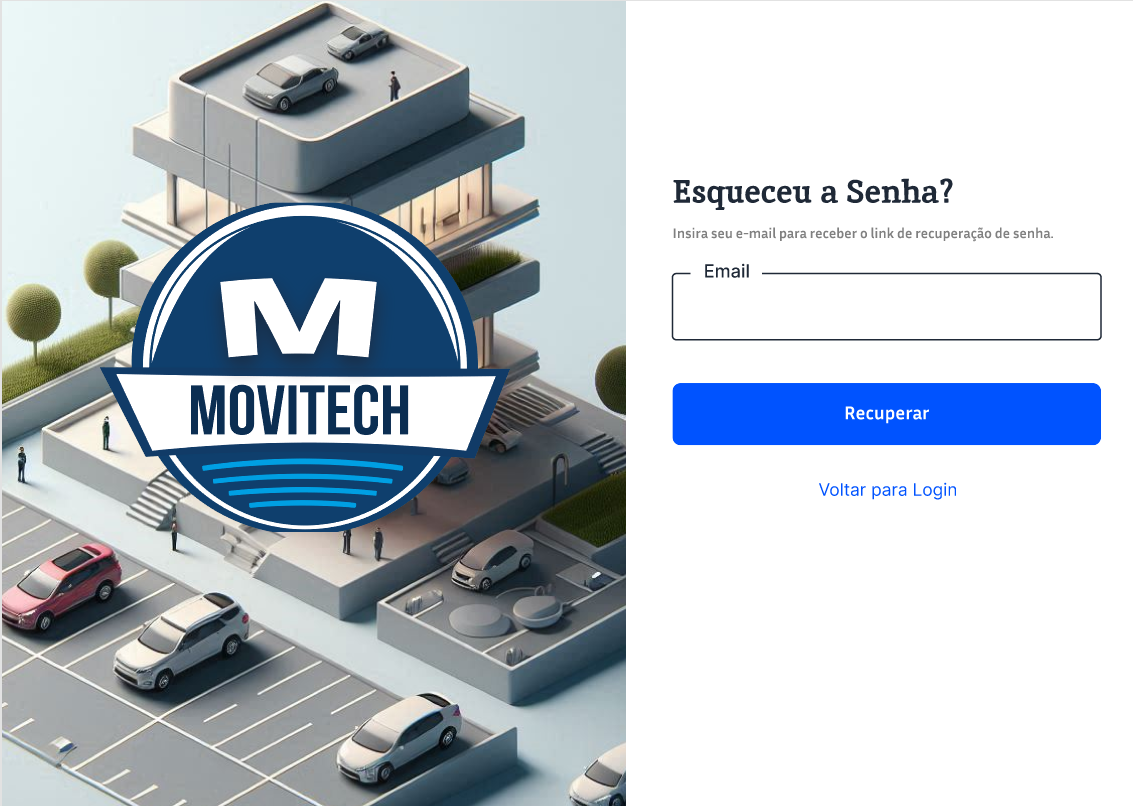 M
MOVITECH
Esqueceu a Senha?
Insira seu e-mail para receber o link de recuperação de senha.
Email
Recuperar
Voltar para Login